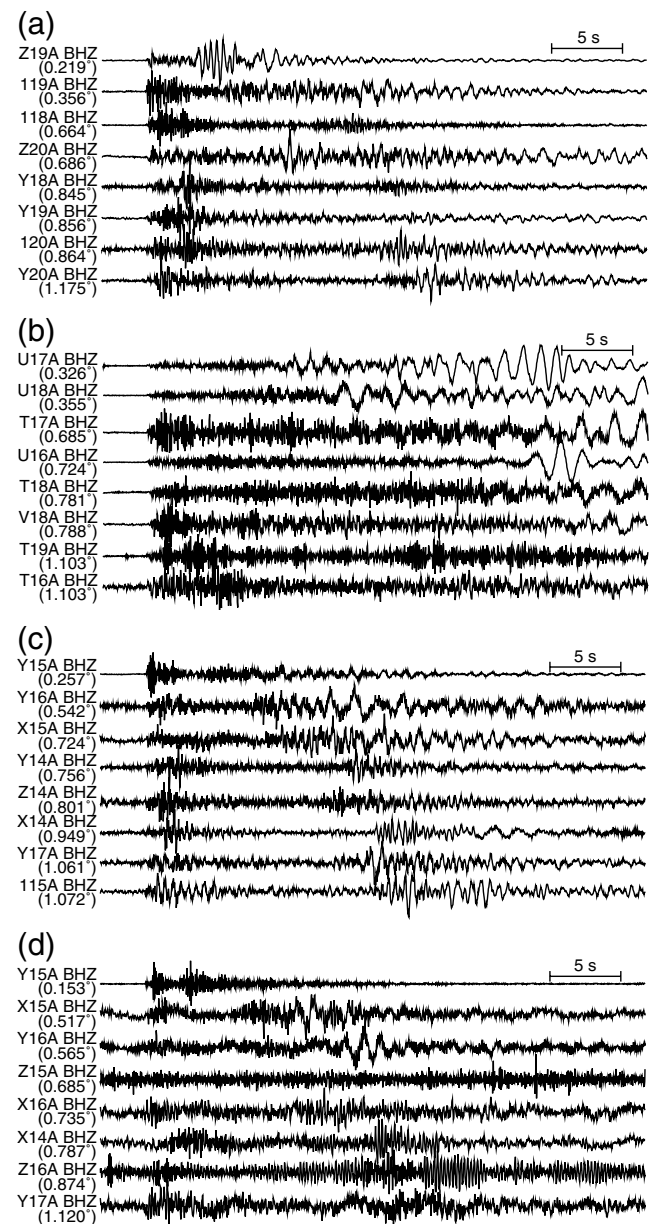 (a)
5 s
Z19A BHZ
(0.219°)
119A BHZ
(0.356°)
118A BHZ
(0.664°)
Z20A BHZ
(0.686°)
Y18A BHZ
(0.845°)
Y19A BHZ
(0.856°)
120A BHZ
(0.864°)
Y20A BHZ
(1.175°)
(b)
5 s
U17A BHZ
(0.326°)
U18A BHZ
(0.355°)
T17A BHZ
(0.685°)
U16A BHZ
(0.724°)
T18A BHZ
(0.781°)
V18A BHZ
(0.788°)
T19A BHZ
(1.103°)
T16A BHZ
(1.103°)
(c)
5 s
Y15A BHZ
(0.257°)
Y16A BHZ
(0.542°)
X15A BHZ
(0.724°)
Y14A BHZ
(0.756°)
Z14A BHZ
(0.801°)
X14A BHZ
(0.949°)
Y17A BHZ
(1.061°)
115A BHZ
(1.072°)
(d)
5 s
Y15A BHZ
(0.153°)
X15A BHZ
(0.517°)
Y16A BHZ
(0.565°)
Z15A BHZ
(0.685°)
X16A BHZ
(0.735°)
X14A BHZ
(0.787°)
Z16A BHZ
(0.874°)
Y17A BHZ
(1.120°)